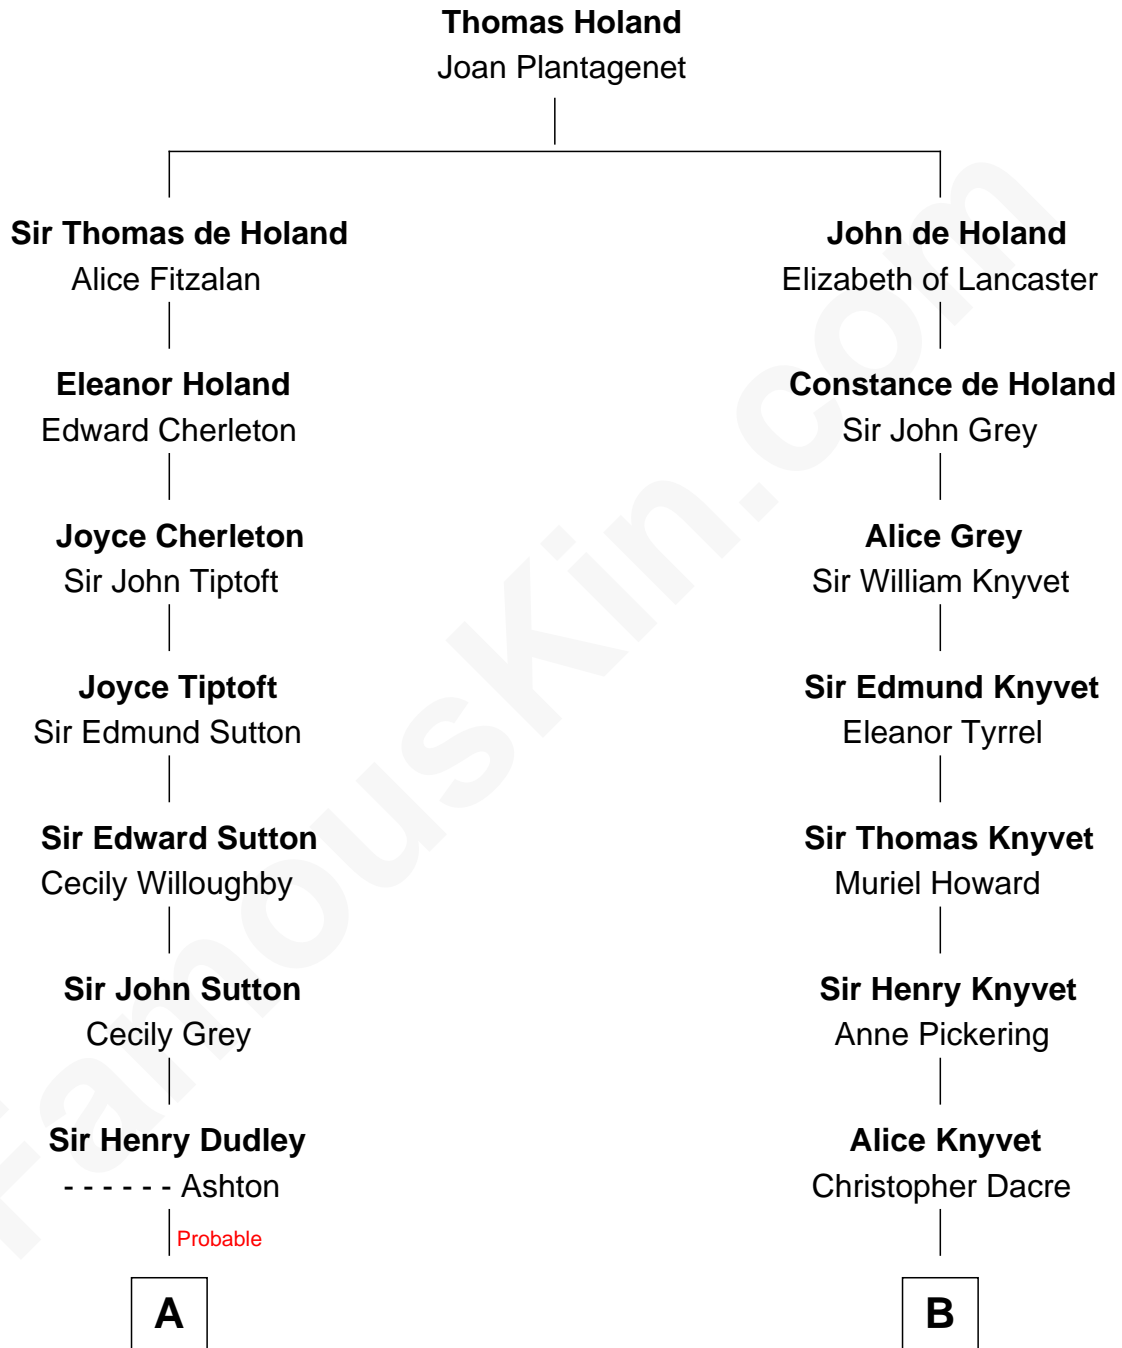 Thomas Holand
Joan Plantagenet
Sir Thomas de Holand
Alice Fitzalan
Eleanor Holand
Edward Cherleton
Joyce Cherleton
Sir John Tiptoft
Joyce Tiptoft
Sir Edmund Sutton
Sir Edward Sutton
Cecily Willoughby
Sir John Sutton
Cecily Grey
Sir Henry Dudley
- - - - - - Ashton
Probable
A
John de Holand
Elizabeth of Lancaster
Constance de Holand
Sir John Grey
Alice Grey
Sir William Knyvet
Sir Edmund Knyvet
Eleanor Tyrrel
Sir Thomas Knyvet
Muriel Howard
Sir Henry Knyvet
Anne Pickering
Alice Knyvet
Christopher Dacre
B
FamousKin.com